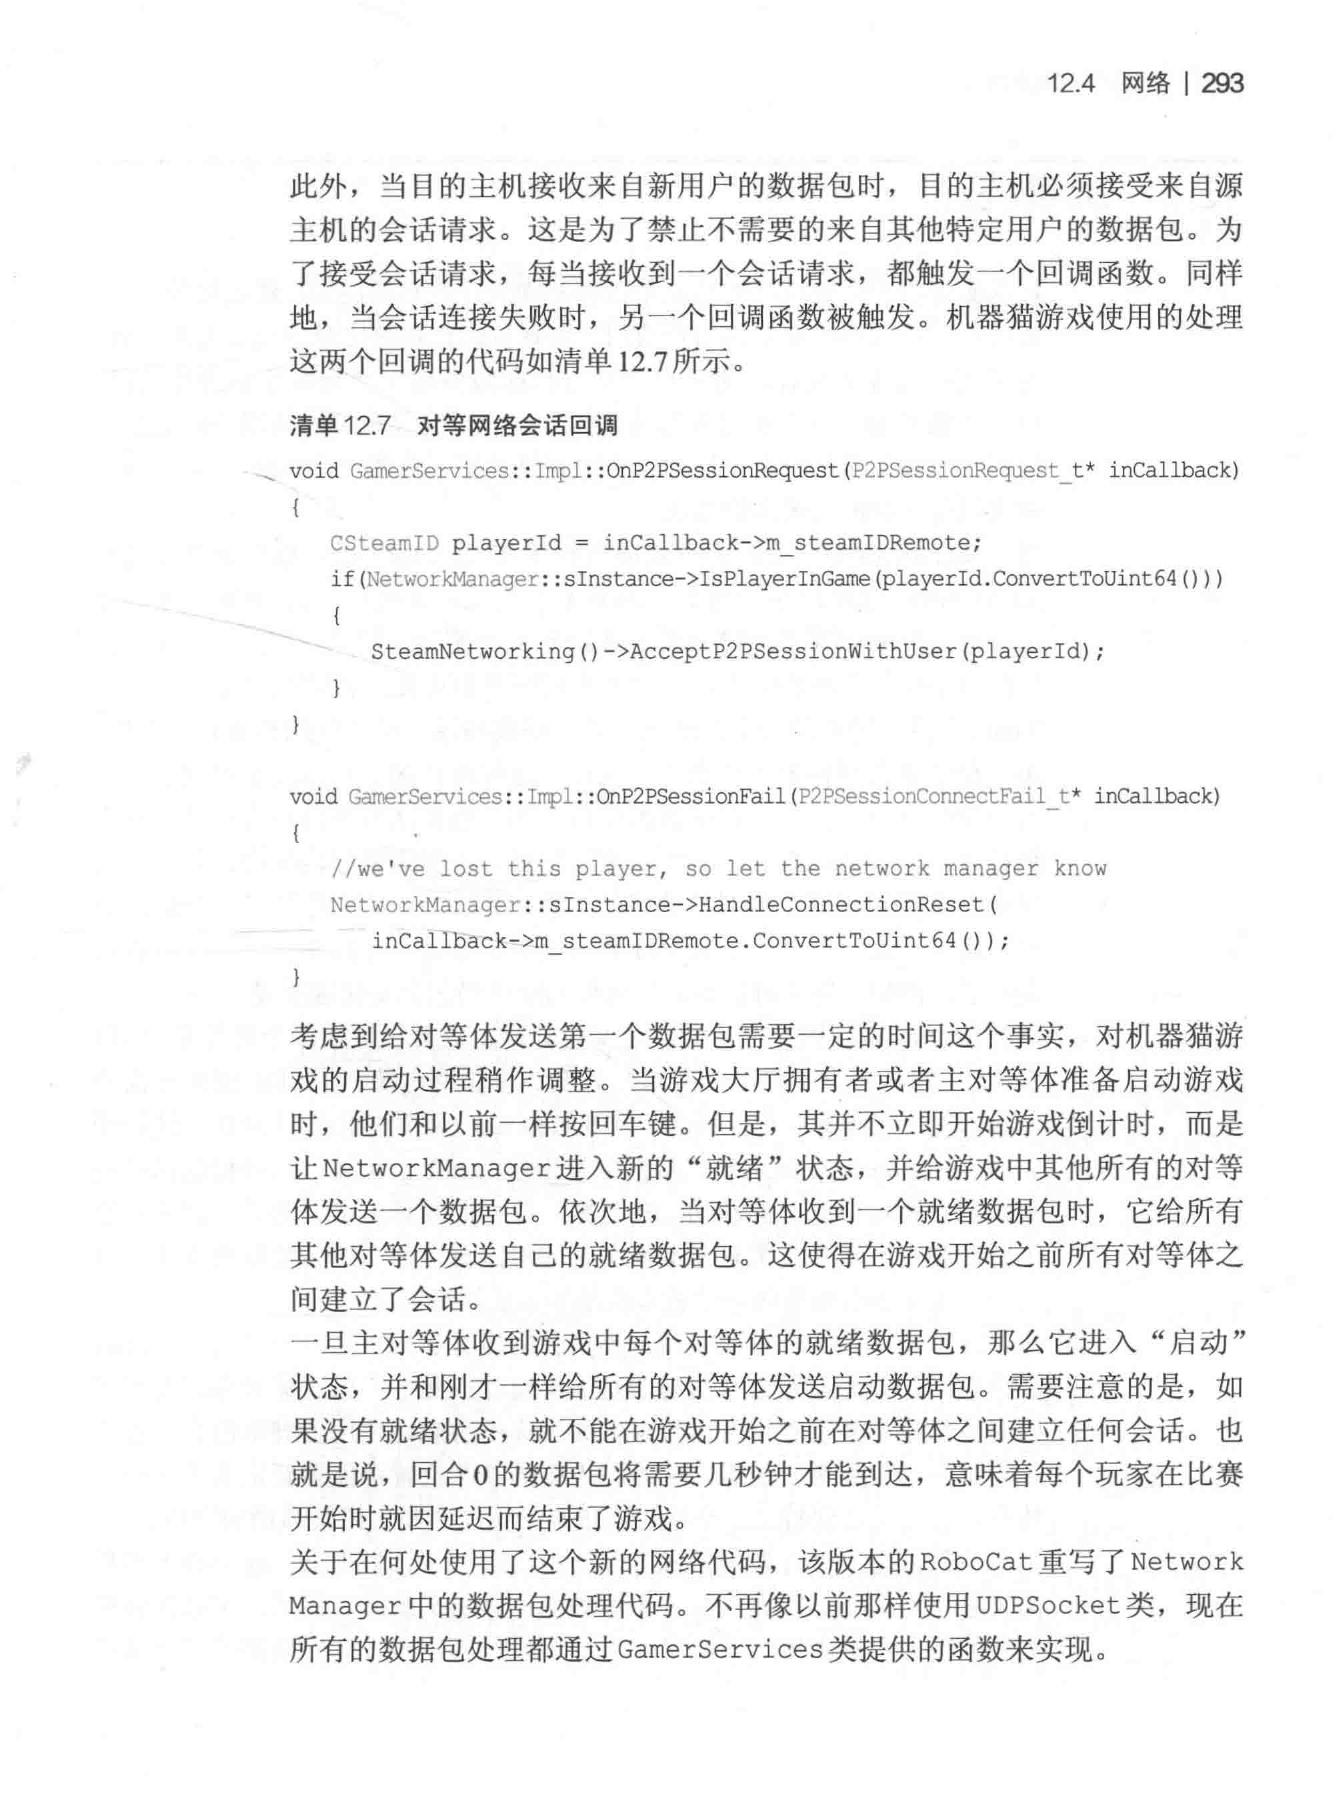 12.4 网络 | 293
此外，当目的主机接收来自新用户的数据包时，目的主机必须接受来自源
主机的会话请求。这是为了禁止不需要的来自其他特定用户的数据包。为
了接受会话请求，每当接收到一个会话请求，都触发一个回调函数。同样
地，当会话连接失败时，另一个回调函数被触发。机器猫游戏使用的处理
这两个回调的代码如清单12.7所示。
清单12.7 对等网络会话回调
void GamerServices::Impl::OnP2PSessionRequest(P2PSessionRequest_t* inCallback)
{
CSteamID playerId = inCallback->m_steamIDRemote;
if(NetworkManager::sInstance->IsPlayerInGame(playerId.ConvertToUint64()))
{
SteamNetworking()->AcceptP2PSessionWithUser(playerId);
}
}
void GamerServices::Impl::OnP2PSessionFail(P2PSessionConnectFail_t* inCallback)
{
//we've lost this player, so let the network manager know
NetworkManager::sInstance->HandleConnectionReset(
inCallback->m_steamIDRemote.ConvertToUint64());
}
考虑到给对等体发送第一个数据包需要一定的时间这个事实，对机器猫游
戏的启动过程稍作调整。当游戏大厅拥有者或者主对等体准备启动游戏
时，他们和以前一样按回车键。但是，其并不立即开始游戏倒计时，而是
让NetworkManager进入新的“就绪”状态，并给游戏中其他所有的对等
体发送一个数据包。依次地，当对等体收到一个就绪数据包时，它给所有
其他对等体发送自己的就绪数据包。这使得在游戏开始之前所有对等体之
间建立了会话。
一旦主对等体收到游戏中每个对等体的就绪数据包，那么它进入“启动”
状态，并和刚才一样给所有的对等体发送启动数据包。需要注意的是，如
果没有就绪状态，就不能在游戏开始之前在对等体之间建立任何会话。也
就是说，回合0的数据包将需要几秒钟才能到达，意味着每个玩家在比赛
开始时就因延迟而结束了游戏。
关于在何处使用了这个新的网络代码，该版本的RoboCat重写了Network
Manager中的数据包处理代码。不再像以前那样使用UDPSocket类，现在
所有的数据包处理都通过GamerServices类提供的函数来实现。